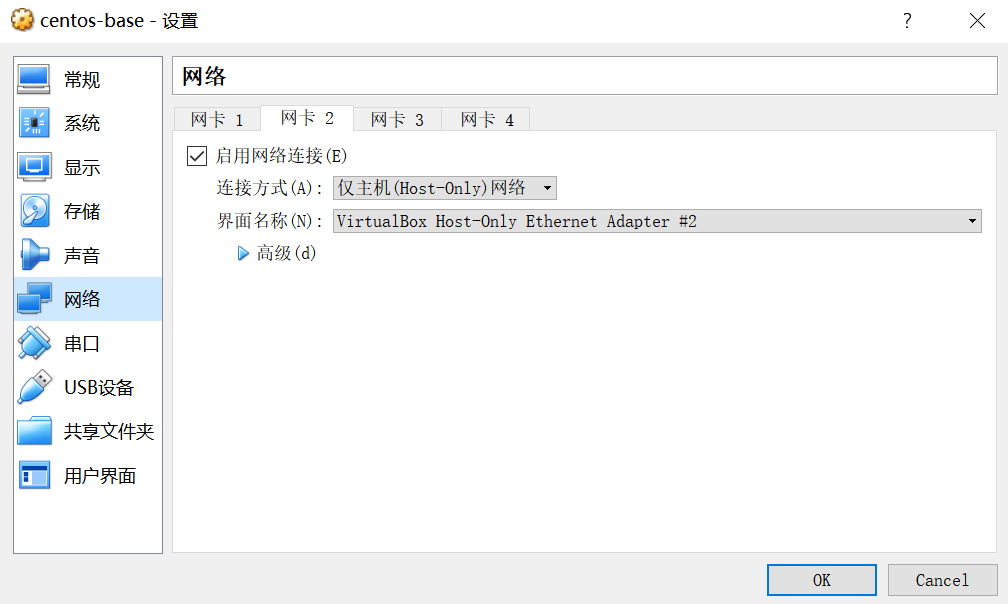 centos-base - 设置
?
常规
系统
显示
存储
声音
网络
串口
USB设备
共享文件夹
用户界面
网络
网卡 1 网卡 2 网卡 3 网卡 4
启用网络连接(E)
连接方式(A): 仅主机(Host-Only)网络
界面名称(N): VirtualBox Host-Only Ethernet Adapter #2
高级(d)
OK Cancel